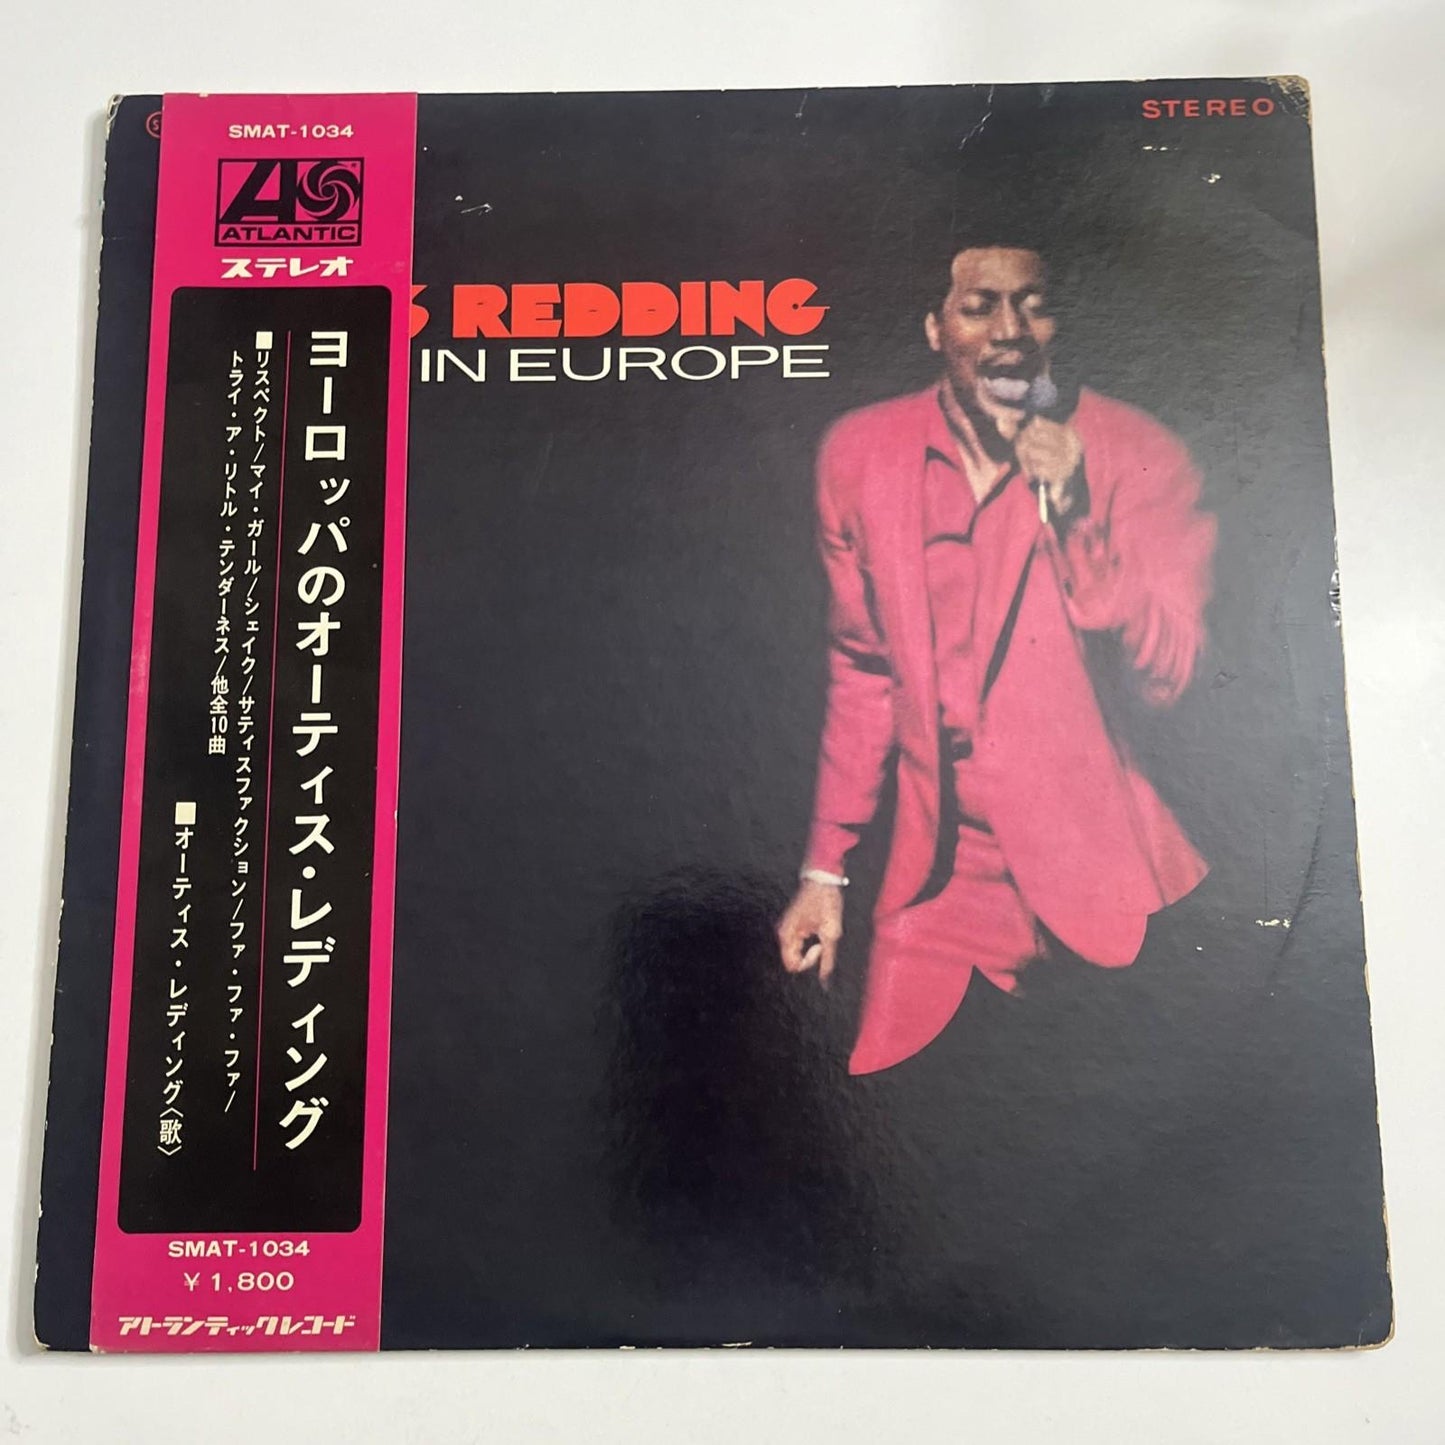 SMAT-1034
ATLANTIC
ステレオ
ヨーロッパのオーティス・レディング
■リスペクト/マイ・ガール/シェイク/サティスファクション/ファ・ファ・ファ/
トライ・ア・リトル・テンダーネス/他全10曲
■オーティス・レディング〈歌〉
SMAT-1034
¥1,800
アトランティックレコード
STEREO
S REDDING
IN EUROPE